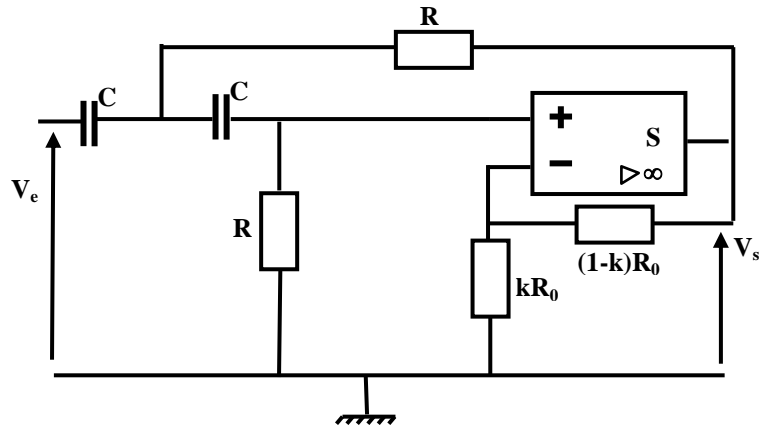 R
C
C
+
S
−
▷∞
Vₑ
R
(1-k)R₀
Vₛ
kR₀